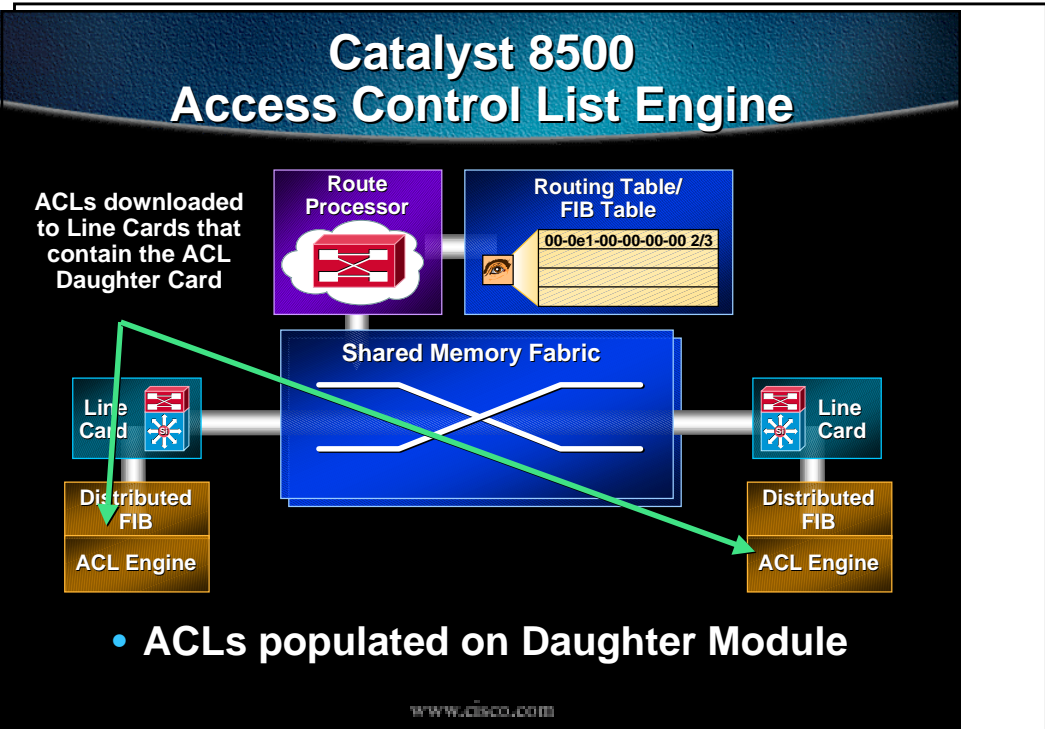 Catalyst 8500
Access Control List Engine
ACLs downloaded
to Line Cards that
contain the ACL
Daughter Card
Route
Processor
Routing Table/
FIB Table
00-0e1-00-00-00-00 2/3
Shared Memory Fabric
Line
Card
Si
Distributed
FIB
ACL Engine
Si
Line
Card
Distributed
FIB
ACL Engine
• ACLs populated on Daughter Module
www.cisco.com